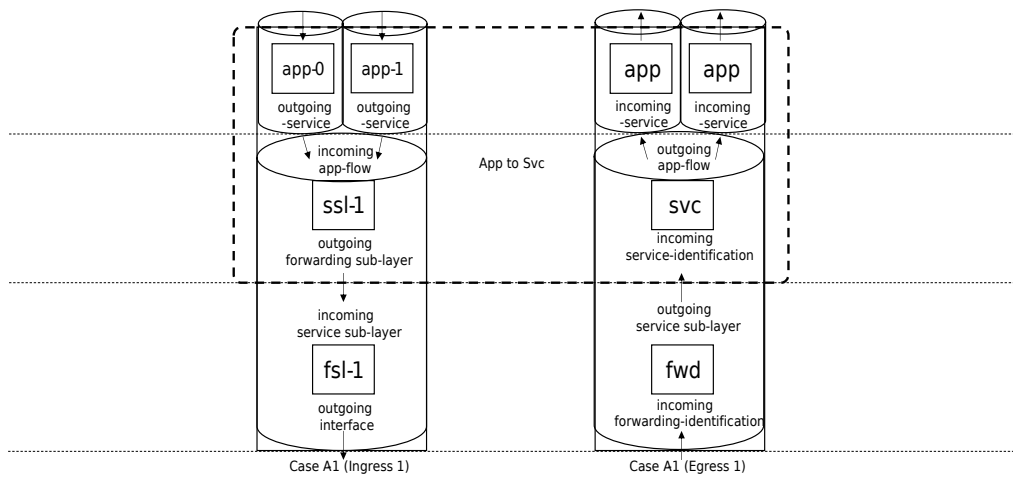 app-0
app-1
outgoing
-service
outgoing
-service
incoming
app-flow
ssl-1
outgoing
forwarding sub-layer
incoming
service sub-layer
fsl-1
outgoing
interface
Case A1 (Ingress 1)
App to Svc
app
app
incoming
-service
incoming
-service
outgoing
app-flow
svc
incoming
service-identification
outgoing
service sub-layer
fwd
incoming
forwarding-identification
Case A1 (Egress 1)